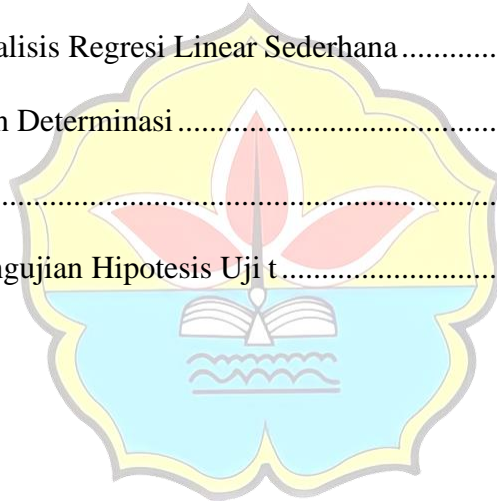 alisis Regresi Linear Sederhana.............
n Determinasi....................................
.........................................................
ngujian Hipotesis Uji t........................